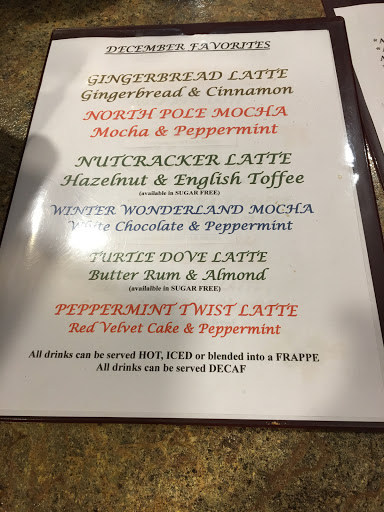 DECEMBER FAVORITES
GINGERBREAD LATTE
Gingerbread & Cinnamon
NORTH POLE MOCHA
Mocha & Peppermint
NUTCRACKER LATTE
Hazelnut & English Toffee
(available in SUGAR FREE)
WINTER WONDERLAND MOCHA
White Chocolate & Peppermint
TURTLE DOVE LATTE
Butter Rum & Almond
(available in SUGAR FREE)
PEPPERMINT TWIST LATTE
Red Velvet Cake & Peppermint
All drinks can be served HOT, ICED or blended into a FRAPPE
All drinks can be served DECAF